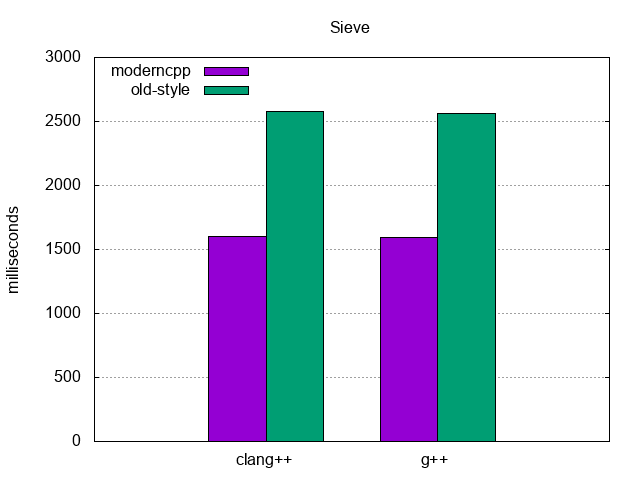 Sieve
3000
moderncpp
old-style
2500
2000
milliseconds
1500
1000
500
0
clang++
g++